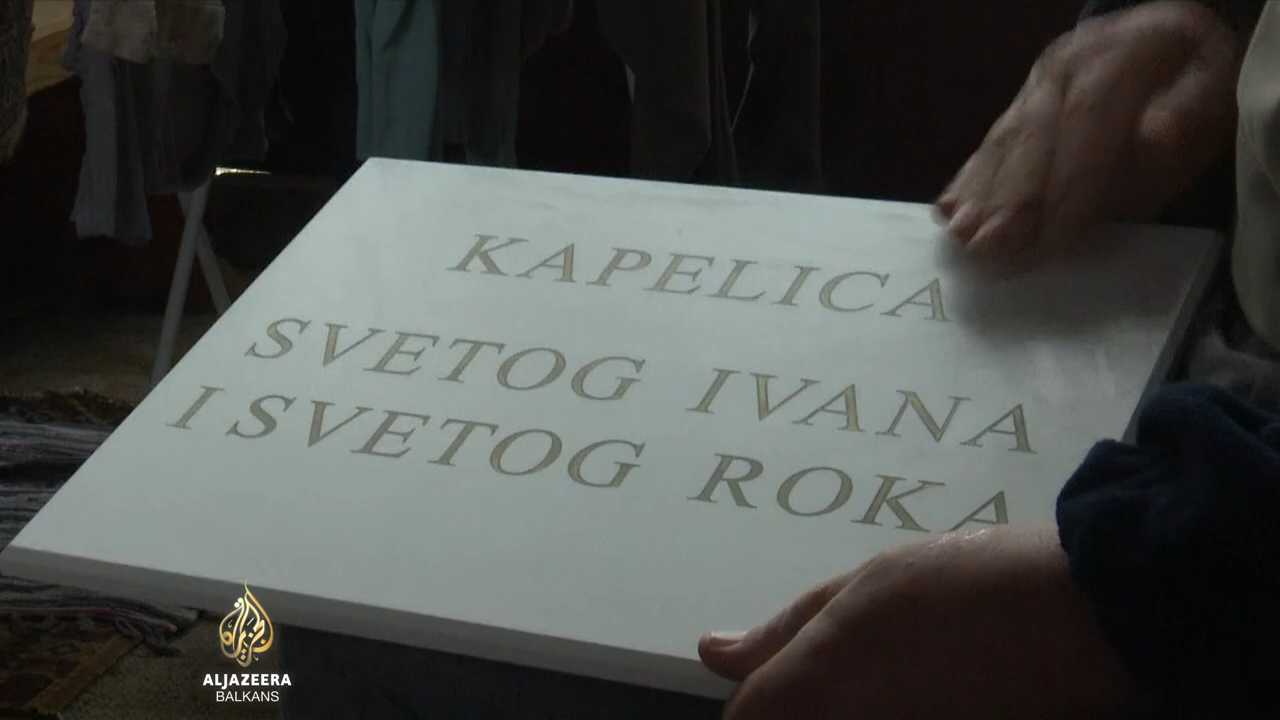 KAPELICA
SVETOG IVANA
I SVETOG ROKA
ALJAZEERA
BALKANS